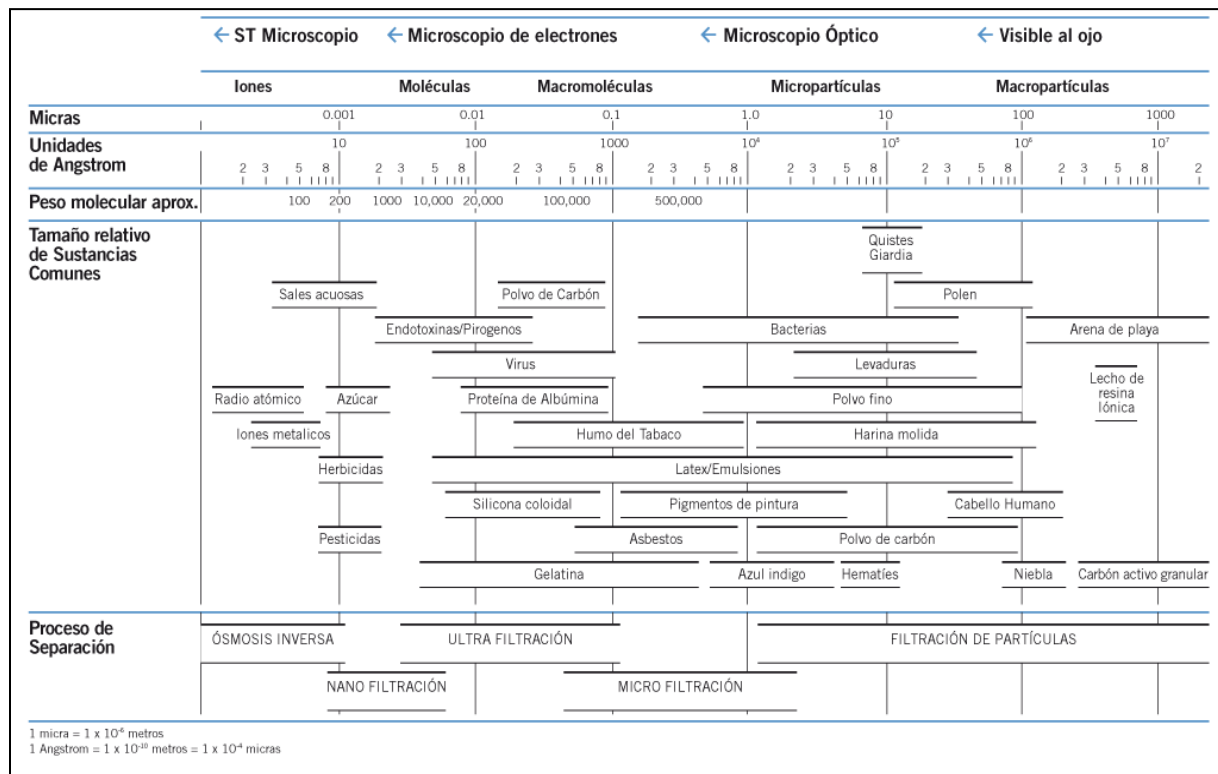 ← ST Microscopio ← Microscopio de electrones ← Microscopio Óptico ← Visible al ojo
Iones Moléculas Macromoléculas Micropartículas Macropartículas
Micras 0.001 0.01 0.1 1.0 10 100 1000
Unidades de Angstrom 10 100 1000 10⁴ 10⁵ 10⁶ 10⁷
2 3 5 8 2 3 5 8 2 3 5 8 2 3 5 8 2 3 5 8 2 3 5 8 2 3 5 8 2
Peso molecular aprox. 100 200 1000 10,000 20,000 100,000 500,000
Tamaño relativo
de Sustancias
Comunes
Quistes
Giardia
Sales acuosas Polvo de Carbón Polen
Endotoxinas/Pirogenos Bacterias Arena de playa
Virus Levaduras
Lecho de
resina
Iónica
Radio atómico Azúcar Proteína de Albúmina Polvo fino
Iones metalicos Humo del Tabaco Harina molida
Herbicidas Latex/Emulsiones
Silicona coloidal Pigmentos de pintura Cabello Humano
Pesticidas Asbestos Polvo de carbón
Gelatina Azul indigo Hematíes Niebla Carbón activo granular
Proceso de
Separación
ÓSMOSIS INVERSA ULTRA FILTRACIÓN FILTRACIÓN DE PARTÍCULAS
NANO FILTRACIÓN MICRO FILTRACIÓN
1 micra = 1 x 10⁻⁶ metros
1 Angstrom = 1 x 10⁻¹⁰ metros = 1 x 10⁻⁴ micras